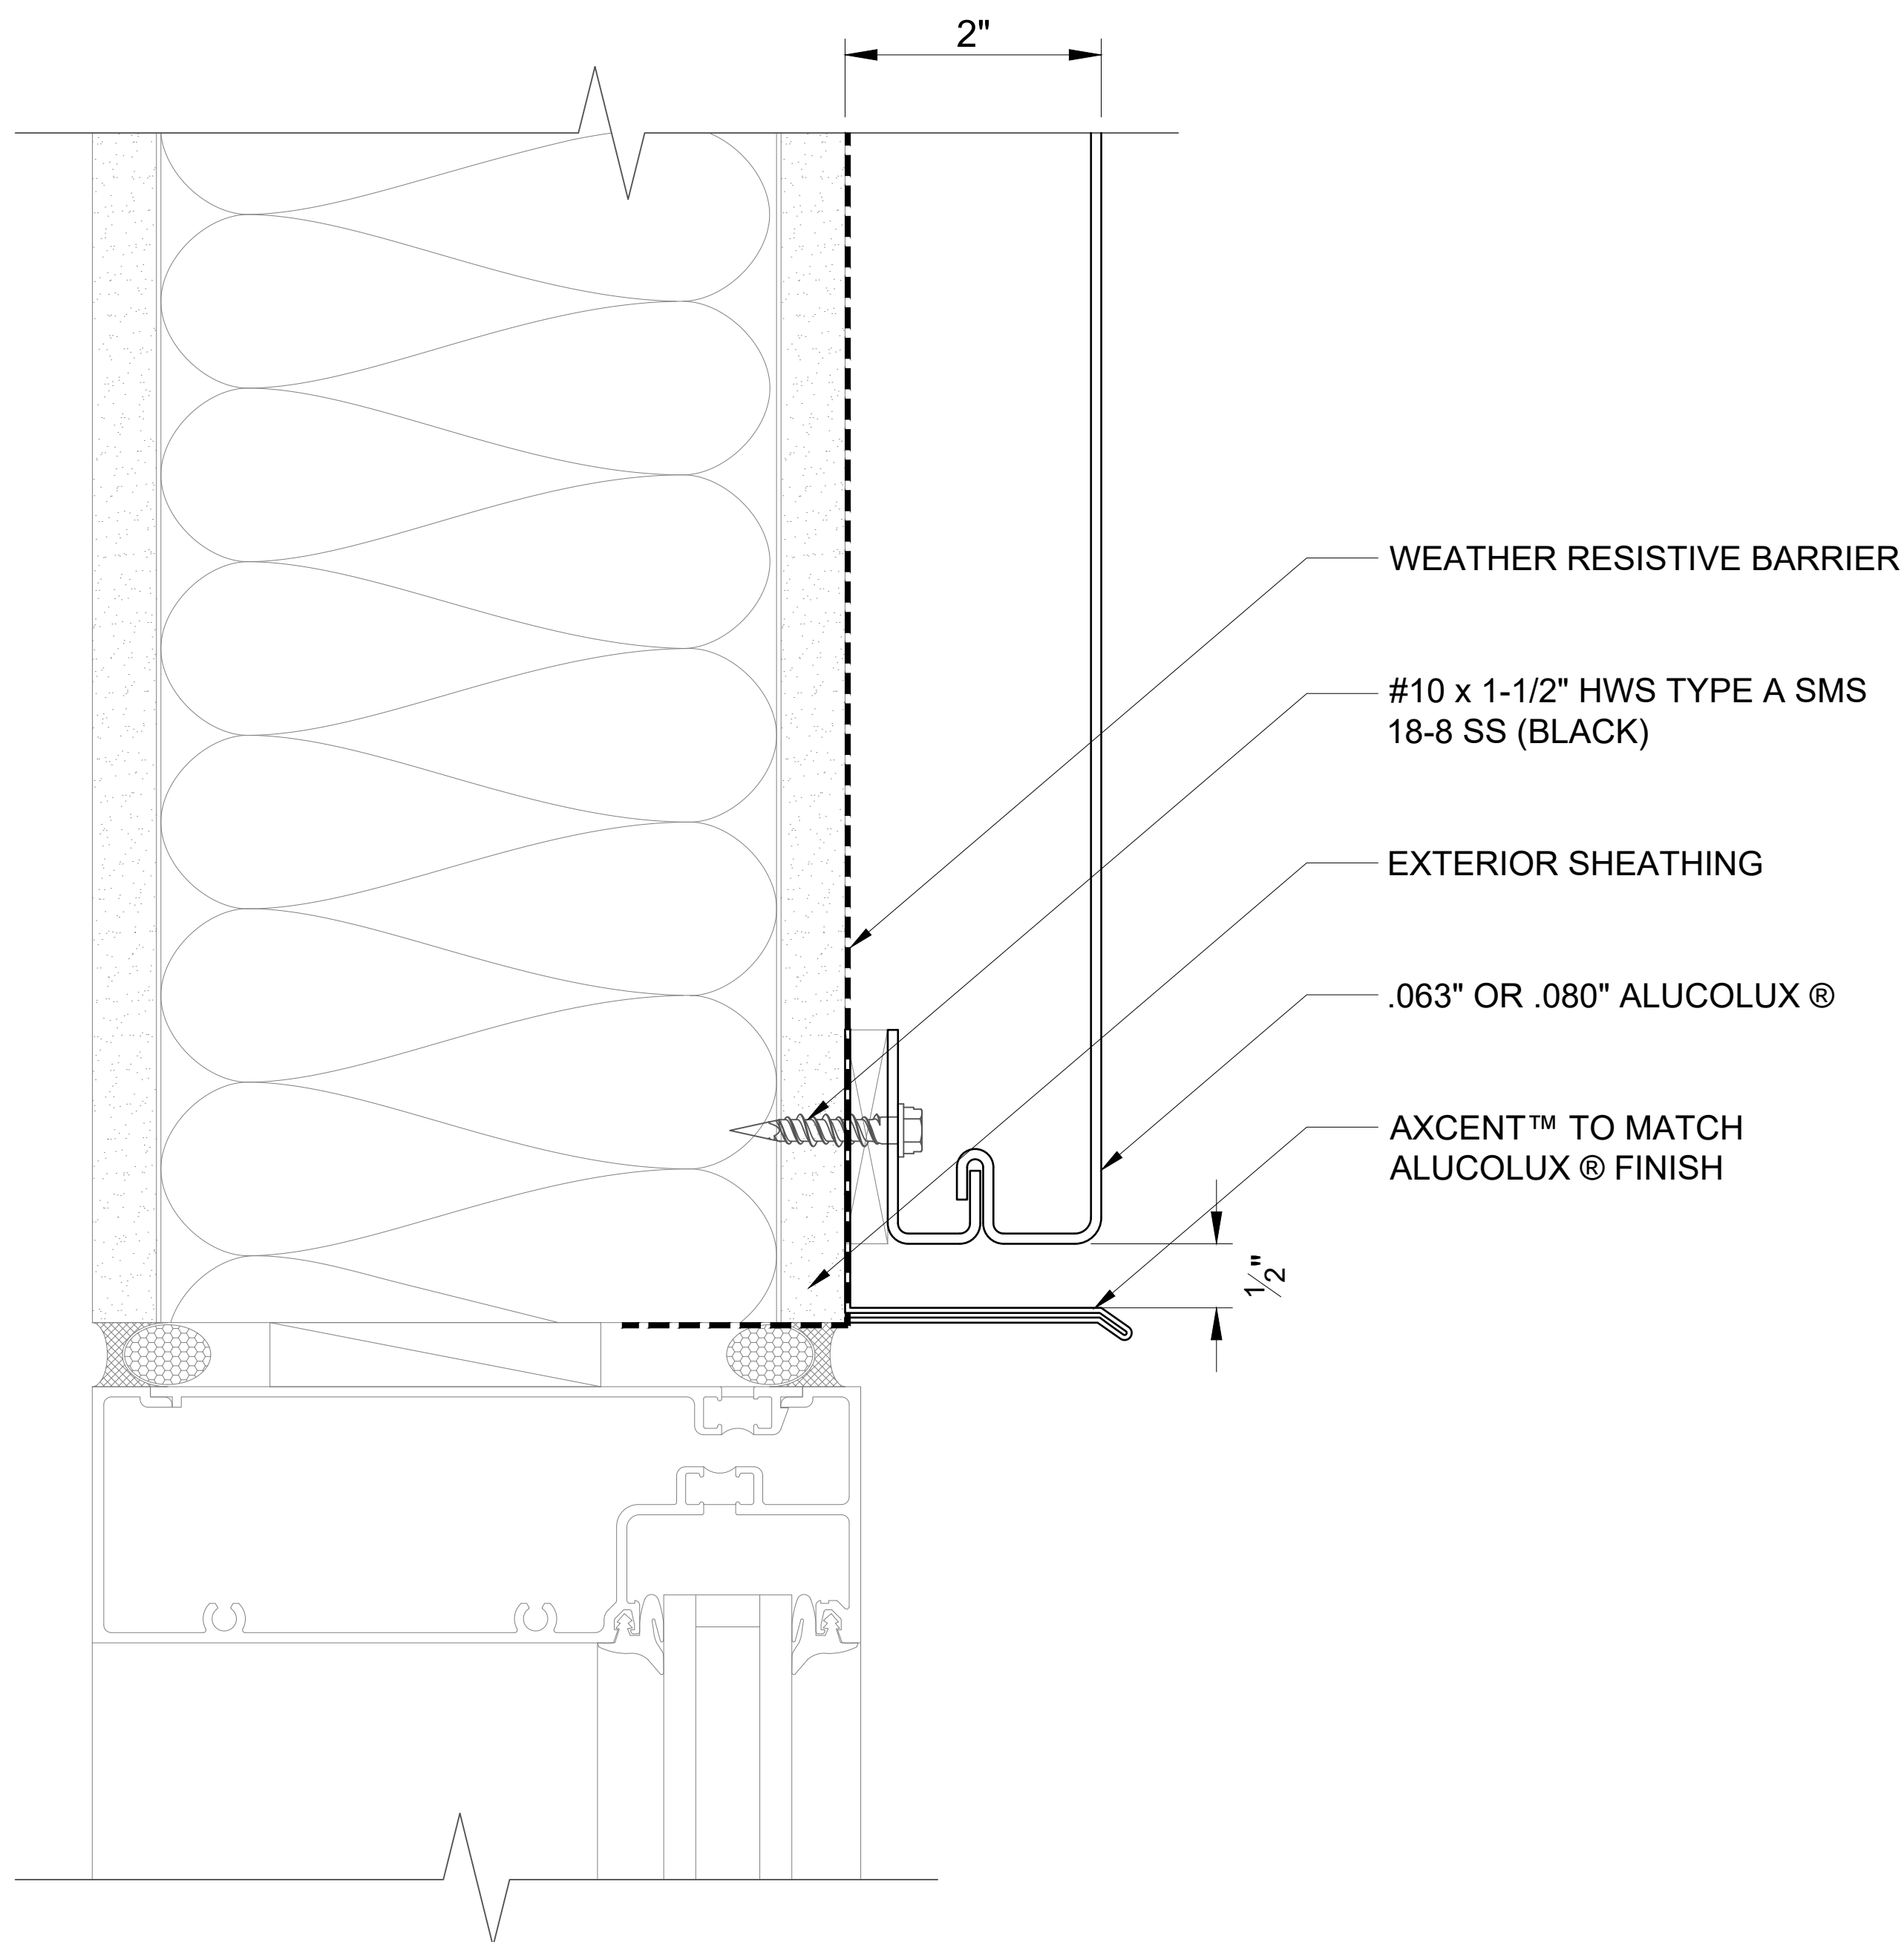 2"
WEATHER RESISTIVE BARRIER
#10 x 1-1/2" HWS TYPE A SMS
18-8 SS (BLACK)
EXTERIOR SHEATHING
.063" OR .080" ALUCOLUX ®
AXCENT™ TO MATCH
ALUCOLUX ® FINISH
1/2"